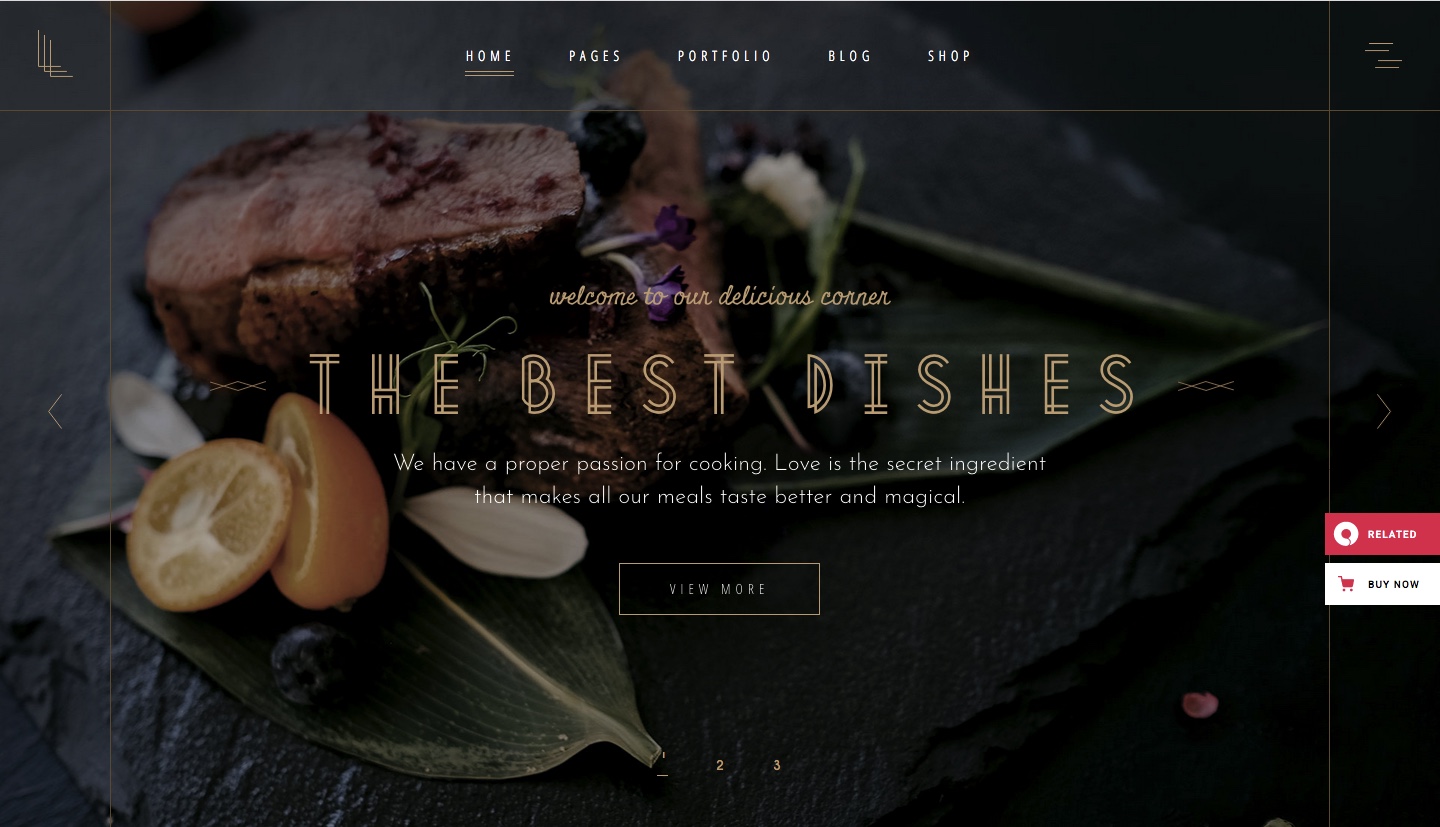 HOME PAGES PORTFOLIO BLOG SHOP
welcome to our delicious corner
THE BEST DISHES
We have a proper passion for cooking. Love is the secret ingredient
that makes all our meals taste better and magical.
RELATED
BUY NOW
VIEW MORE
2 3